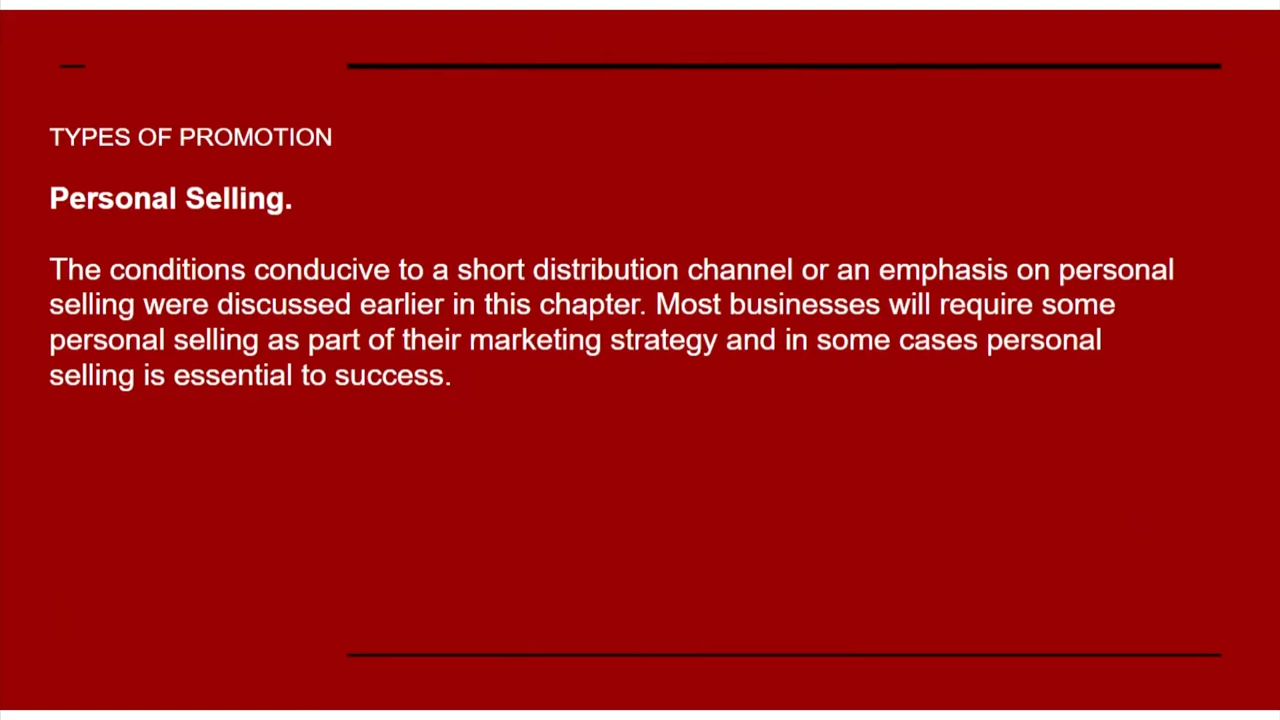 TYPES OF PROMOTION
Personal Selling.
The conditions conducive to a short distribution channel or an emphasis on personal
selling were discussed earlier in this chapter. Most businesses will require some
personal selling as part of their marketing strategy and in some cases personal
selling is essential to success.